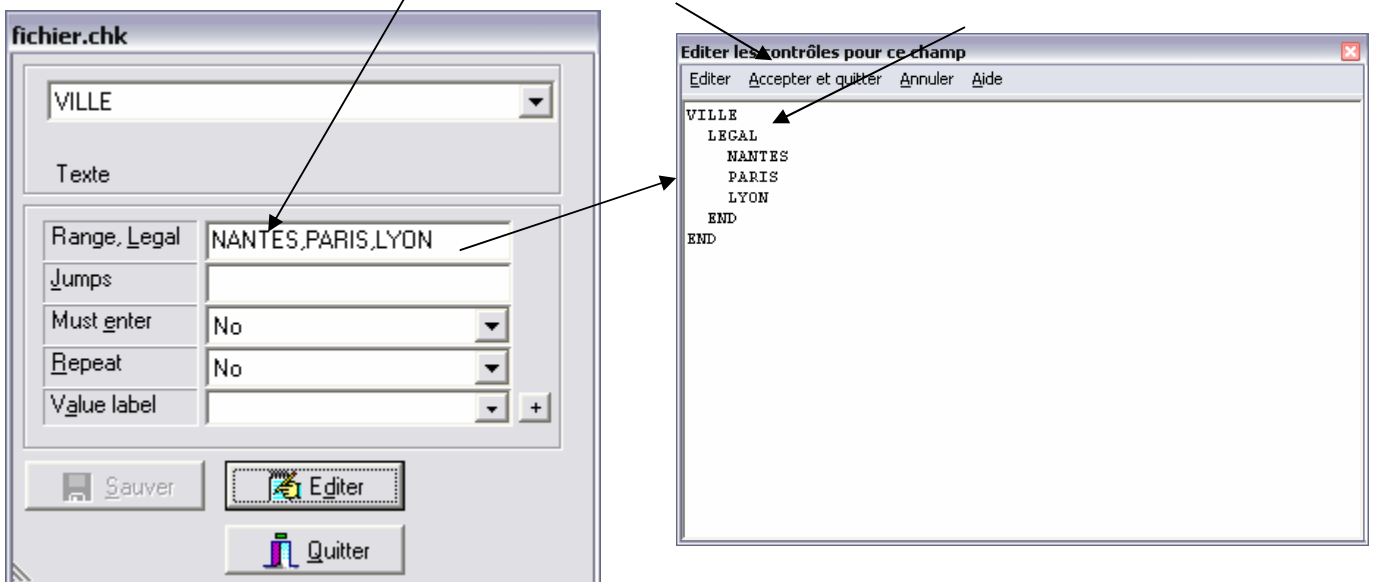 fichier.chk
VILLE
Texte
Range, Legal NANTES,PARIS,LYON
Jumps
Must enter No
Repeat No
Value label +
Sauver Editer
Quitter
Editer les contrôles pour ce champ
Editer Accepter et quitter Annuler Aide
VILLE
LEGAL
NANTES
PARIS
LYON
END
END